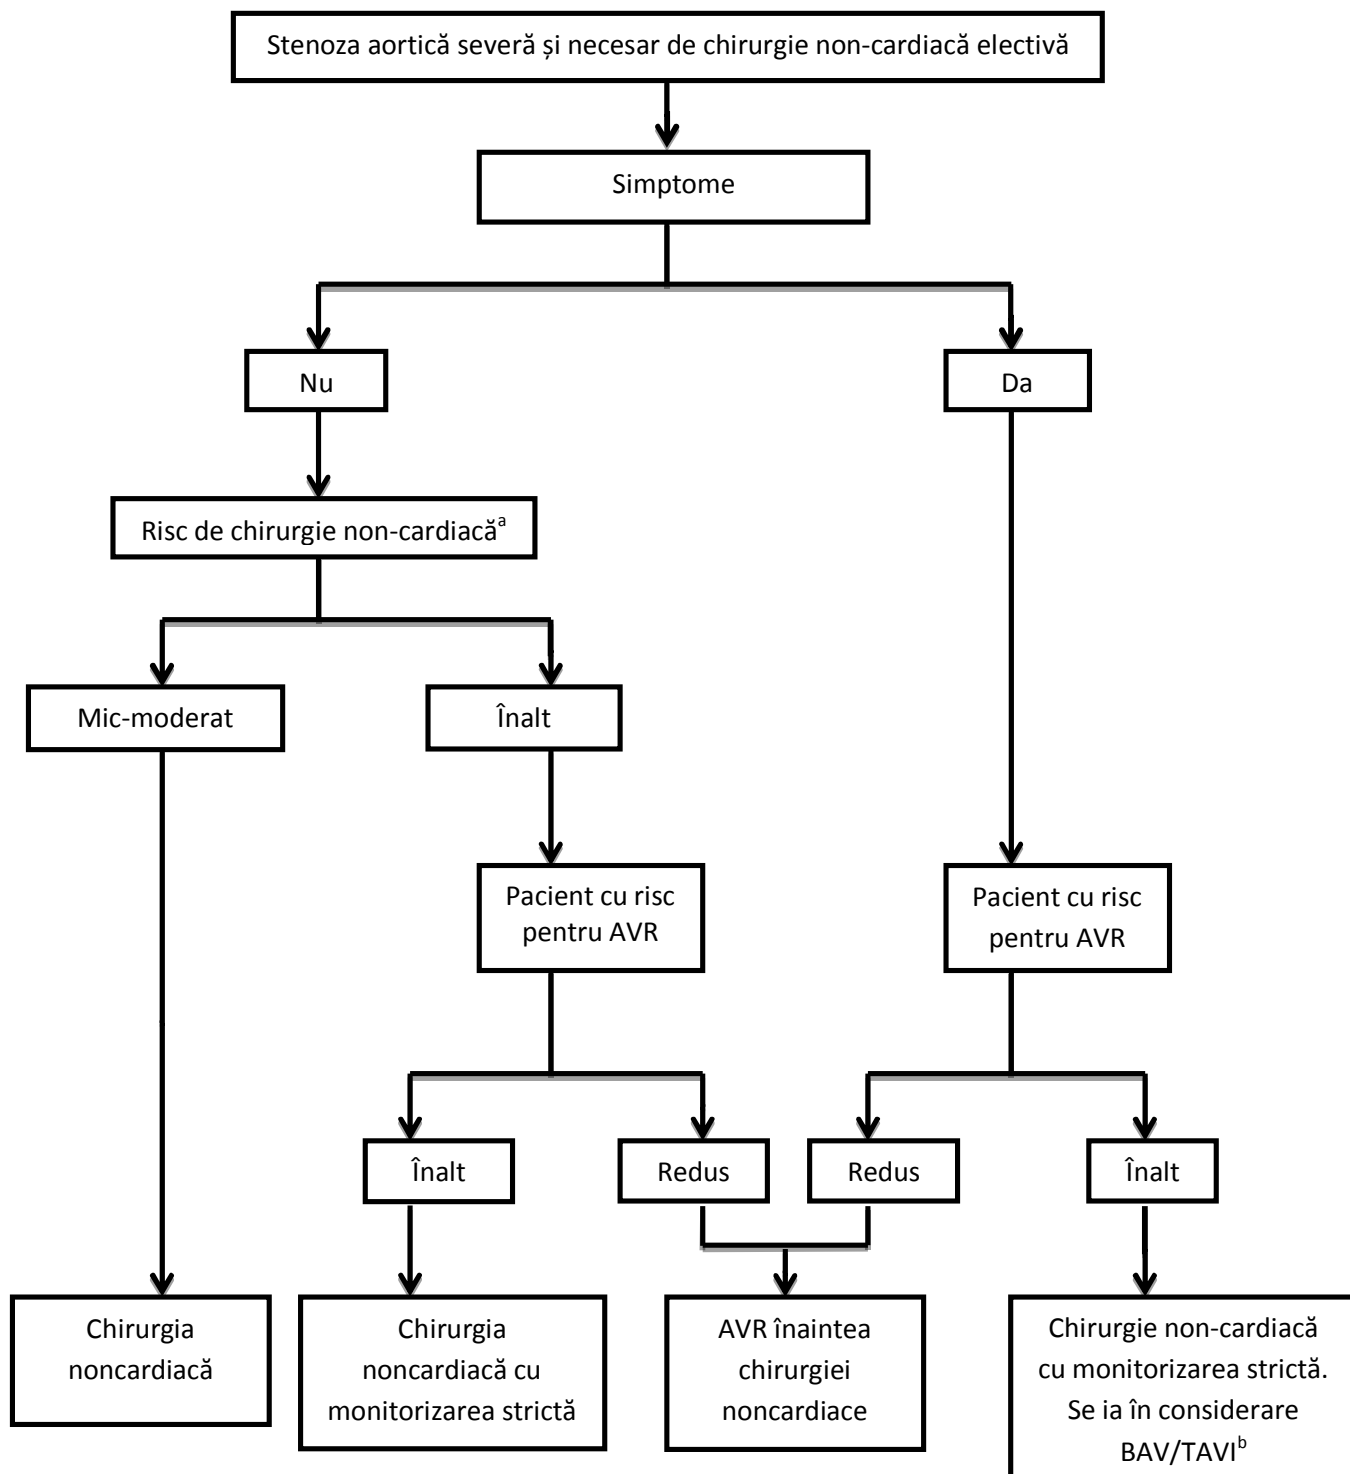 Stenoza aortică severă și necesar de chirurgie non-cardiacă electivă
Simptome
Nu
Da
Risc de chirurgie non-cardiacă^a
Mic-moderat
Înalt
Pacient cu risc
pentru AVR
Pacient cu risc
pentru AVR
Înalt
Redus
Redus
Înalt
Chirurgia
noncardiacă
Chirurgia
noncardiacă cu
monitorizarea strictă
AVR înaintea
chirurgiei
noncardiace
Chirurgie non-cardiacă
cu monitorizarea strictă.
Se ia în considerare
BAV/TAVI^b